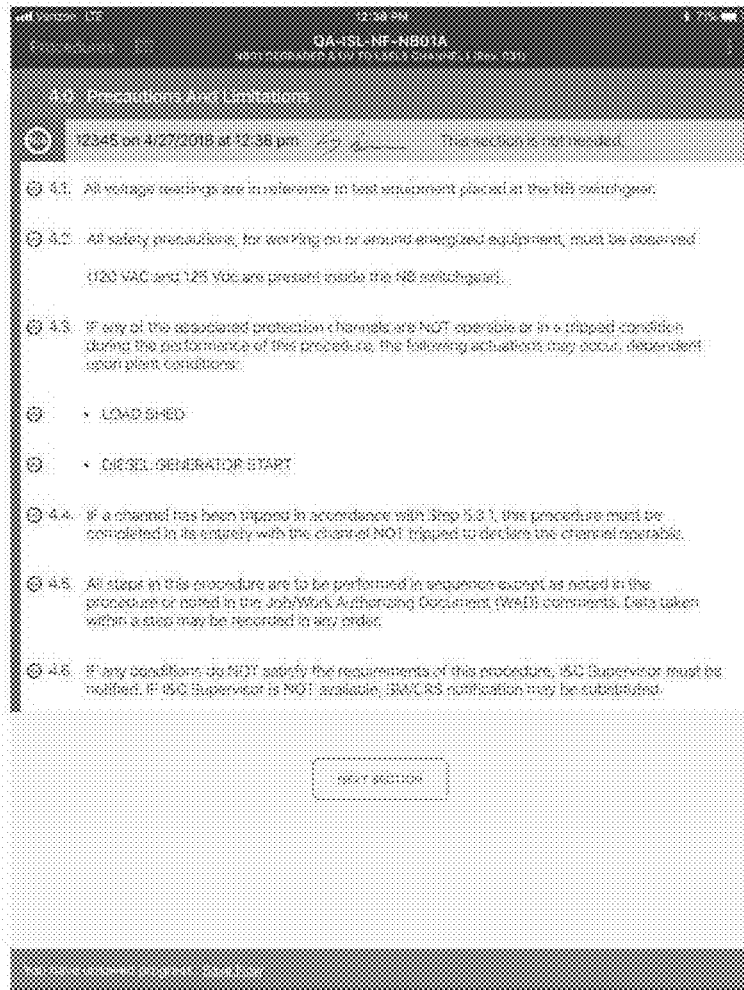 Verizon LTE 12:38 PM 71%
Procedures QA-ISL-NF-NB01A
4.0 Precautions And Limitations
12345 on 4/27/2018 at 12:38 pm This section is not needed.
4.1. All voltage readings are in reference to test equipment placed at the NB switchgear.
4.2. All safety precautions, for working on or around energized equipment, must be observed
(120 VAC and 125 Vdc are present inside the NB switchgear).
4.3. IF any of the associated protection channels are NOT operable or in a tripped condition
during the performance of this procedure, the following actuations may occur, dependent
upon plant conditions:
• LOAD SHED
• DIESEL GENERATOR START
4.4. IF a channel has been tripped in accordance with Step 5.3.1, this procedure must be
completed in its entirety with the channel NOT tripped to declare the channel operable.
4.5. All steps in this procedure are to be performed in sequence except as noted in the
procedure or noted in the Job/Work Authorizing Document (WAD) comments. Data taken
within a step may be recorded in any order.
4.6. IF any conditions do NOT satisfy the requirements of this procedure, I&C Supervisor must be
notified. IF I&C Supervisor is NOT available, SM/CRS notification may be substituted.
NEXT SECTION